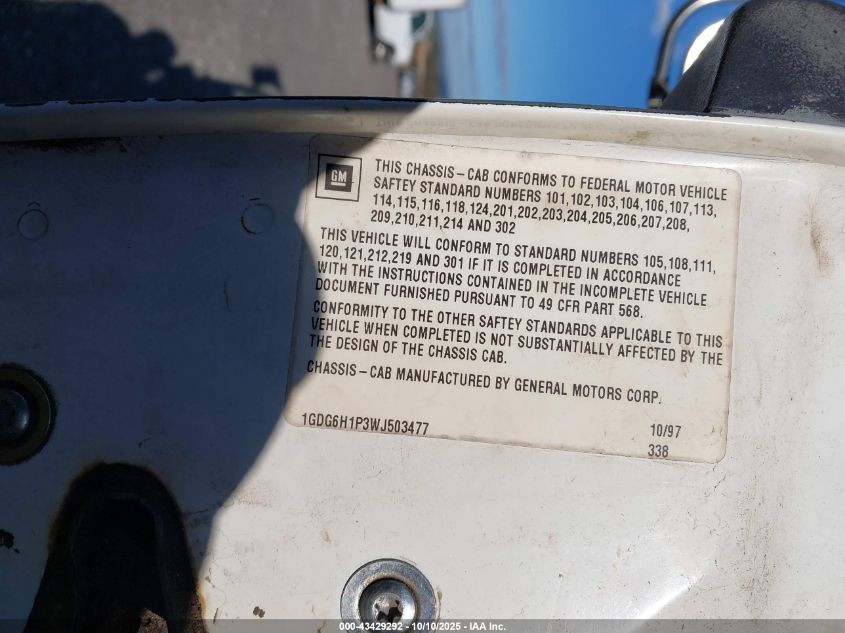 GM
THIS CHASSIS-CAB CONFORMS TO FEDERAL MOTOR VEHICLE
SAFTEY STANDARD NUMBERS 101,102,103,104,106,107,113,
114,115,116,118,124,201,202,203,204,205,206,207,208,
209,210,211,214 AND 302
THIS VEHICLE WILL CONFORM TO STANDARD NUMBERS 105,108,111,
120,121,212,219 AND 301 IF IT IS COMPLETED IN ACCORDANCE
WITH THE INSTRUCTIONS CONTAINED IN THE INCOMPLETE VEHICLE
DOCUMENT FURNISHED PURSUANT TO 49 CFR PART 568.
CONFORMITY TO THE OTHER SAFTEY STANDARDS APPLICABLE TO THIS
VEHICLE WHEN COMPLETED IS NOT SUBSTANTIALLY AFFECTED BY THE
THE DESIGN OF THE CHASSIS CAB.
CHASSIS-CAB MANUFACTURED BY GENERAL MOTORS CORP.
1GDG6H1P3WJ503477 10/97
338
000-43429292 - 10/10/2025 - IAA Inc.